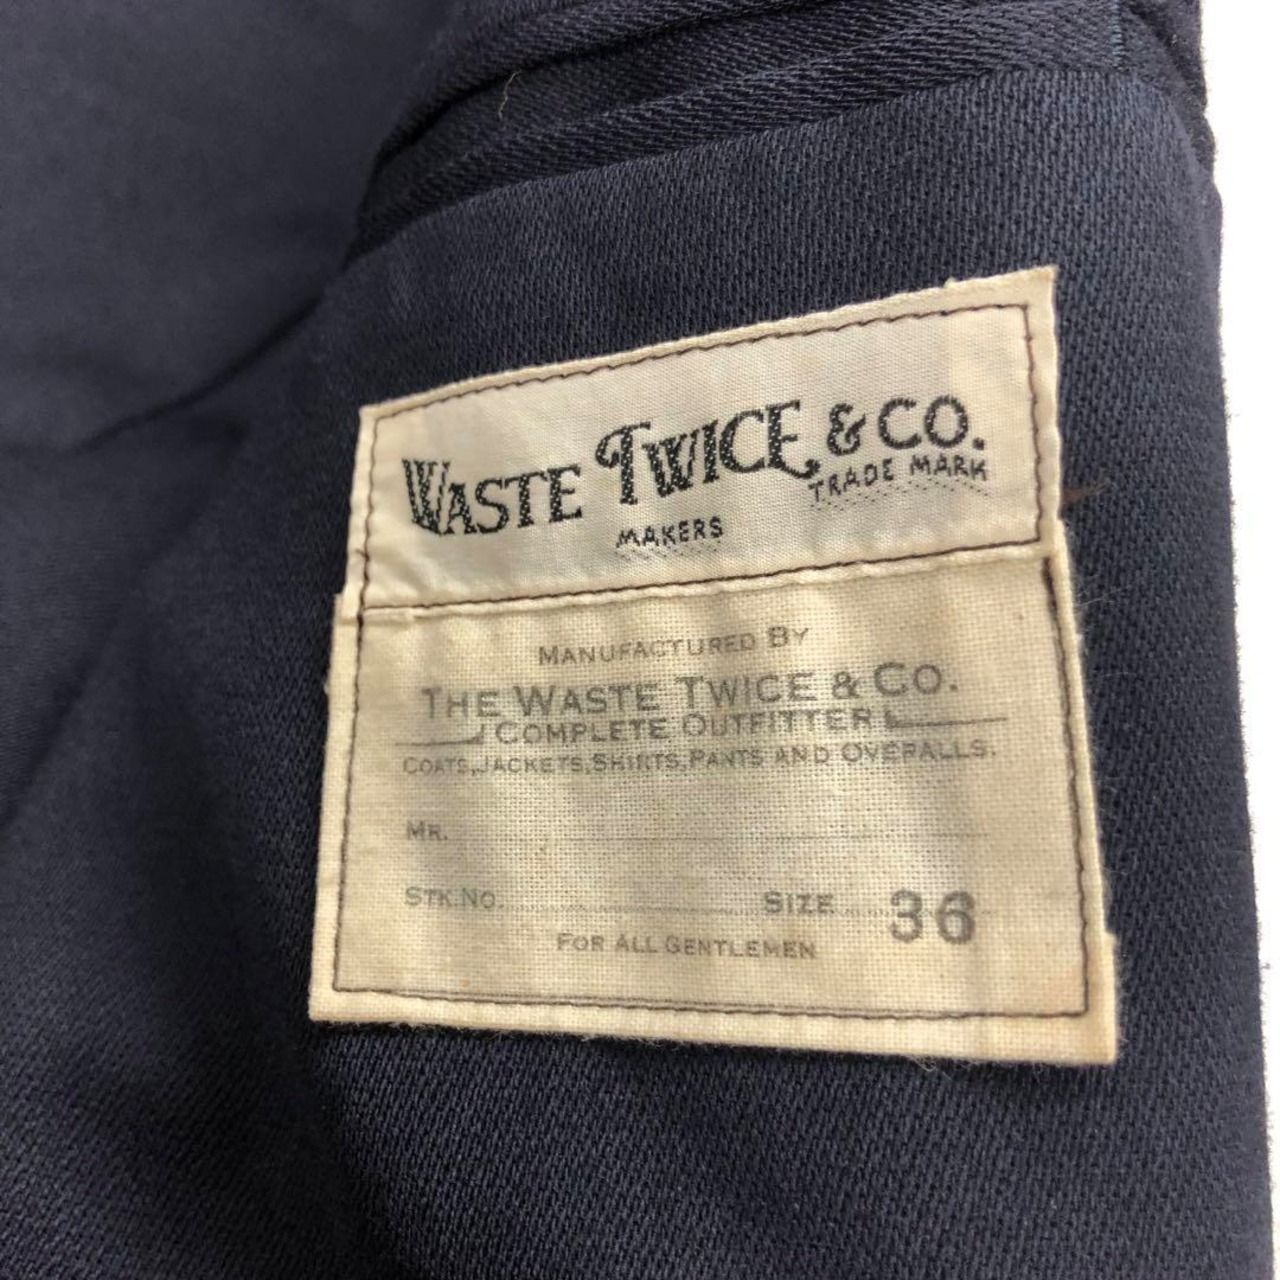 WASTE TWICE & CO.
TRADE MARK
MAKERS
MANUFACTURED BY
THE WASTE TWICE & CO.
COMPLETE OUTFITTER
COATS, JACKETS, SHIRTS, PANTS AND OVERALLS.
MR.
STK.NO. SIZE 36
FOR ALL GENTLEMEN